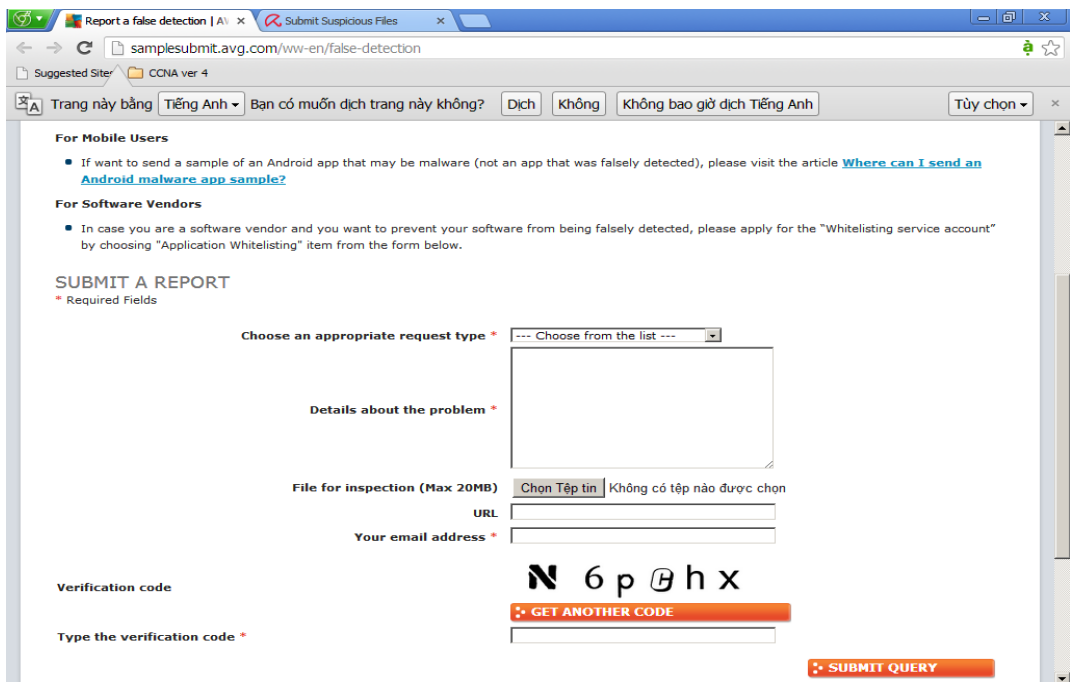 Report a false detection | AV
Submit Suspicious Files
samplesubmit.avg.com/ww-en/false-detection
Suggested Sites CCNA ver 4
Trang này bằng Tiếng Anh Bạn có muốn dịch trang này không? Dịch Không Không bao giờ dịch Tiếng Anh Tùy chọn
For Mobile Users
If want to send a sample of an Android app that may be malware (not an app that was falsely detected), please visit the article Where can I send an
Android malware app sample?
For Software Vendors
In case you are a software vendor and you want to prevent your software from being falsely detected, please apply for the "Whitelisting service account"
by choosing "Application Whitelisting" item from the form below.
SUBMIT A REPORT
* Required Fields
Choose an appropriate request type * --- Choose from the list ---
Details about the problem *
File for inspection (Max 20MB) Chọn Tệp tin Không có tệp nào được chọn
URL
Your email address *
Verification code N 6 p h x
GET ANOTHER CODE
Type the verification code *
SUBMIT QUERY